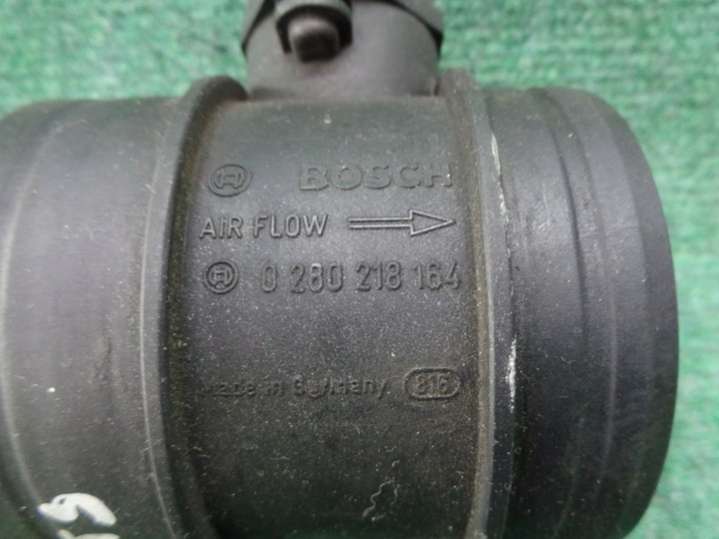 BOSCH
AIR FLOW
0 280 218 164
Made in Germany 816